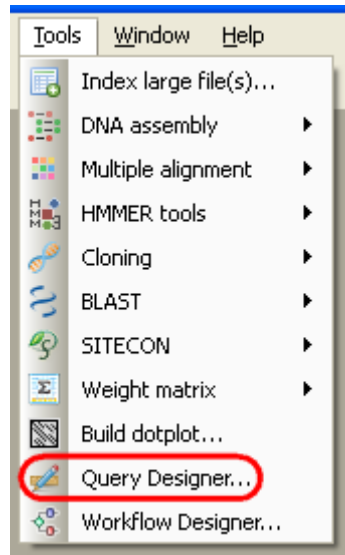 Tools Window Help
Index large file(s)...
DNA assembly
Multiple alignment
HMMER tools
Cloning
BLAST
SITECON
Weight matrix
Build dotplot...
Query Designer...
Workflow Designer...